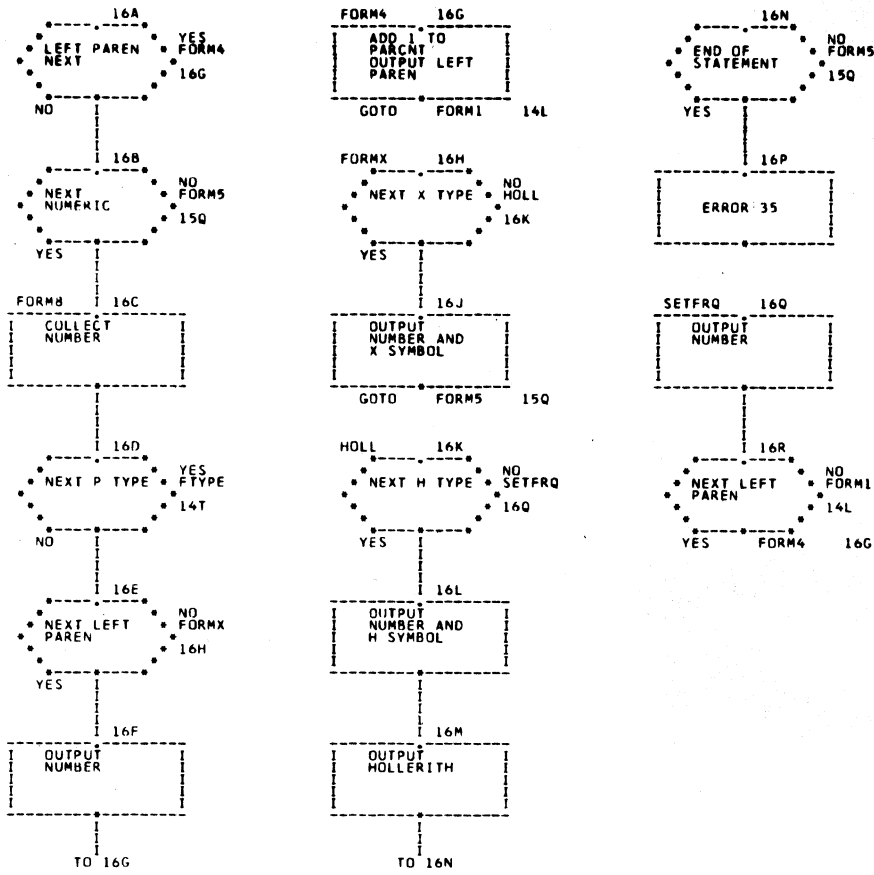 16A
LEFT PAREN
NEXT
YES
FORM4
16G
NO
16B
NEXT
NUMERIC
NO
FORM5
15Q
YES
FORM8 16C
COLLECT
NUMBER
16D
NEXT P TYPE
YES
FTYPE
14T
NO
16E
NEXT LEFT
PAREN
NO
FORMX
16H
YES
16F
OUTPUT
NUMBER
TO 16G
FORM4 16G
ADD 1 TO
PARCNT
OUTPUT LEFT
PAREN
GOTO FORM1 14L
FORMX 16H
NEXT X TYPE
NO
HOLL
16K
YES
16J
OUTPUT
NUMBER AND
X SYMBOL
GOTO FORM5 15Q
HOLL 16K
NEXT H TYPE
NO
SETFRQ
16Q
YES
16L
OUTPUT
NUMBER AND
H SYMBOL
16M
OUTPUT
HOLLERITH
TO 16N
16N
END OF
STATEMENT
NO
FORM5
15Q
YES
16P
ERROR 35
SETFRQ 16Q
OUTPUT
NUMBER
16R
NEXT LEFT
PAREN
NO
FORM1
14L
YES FORM4 16G